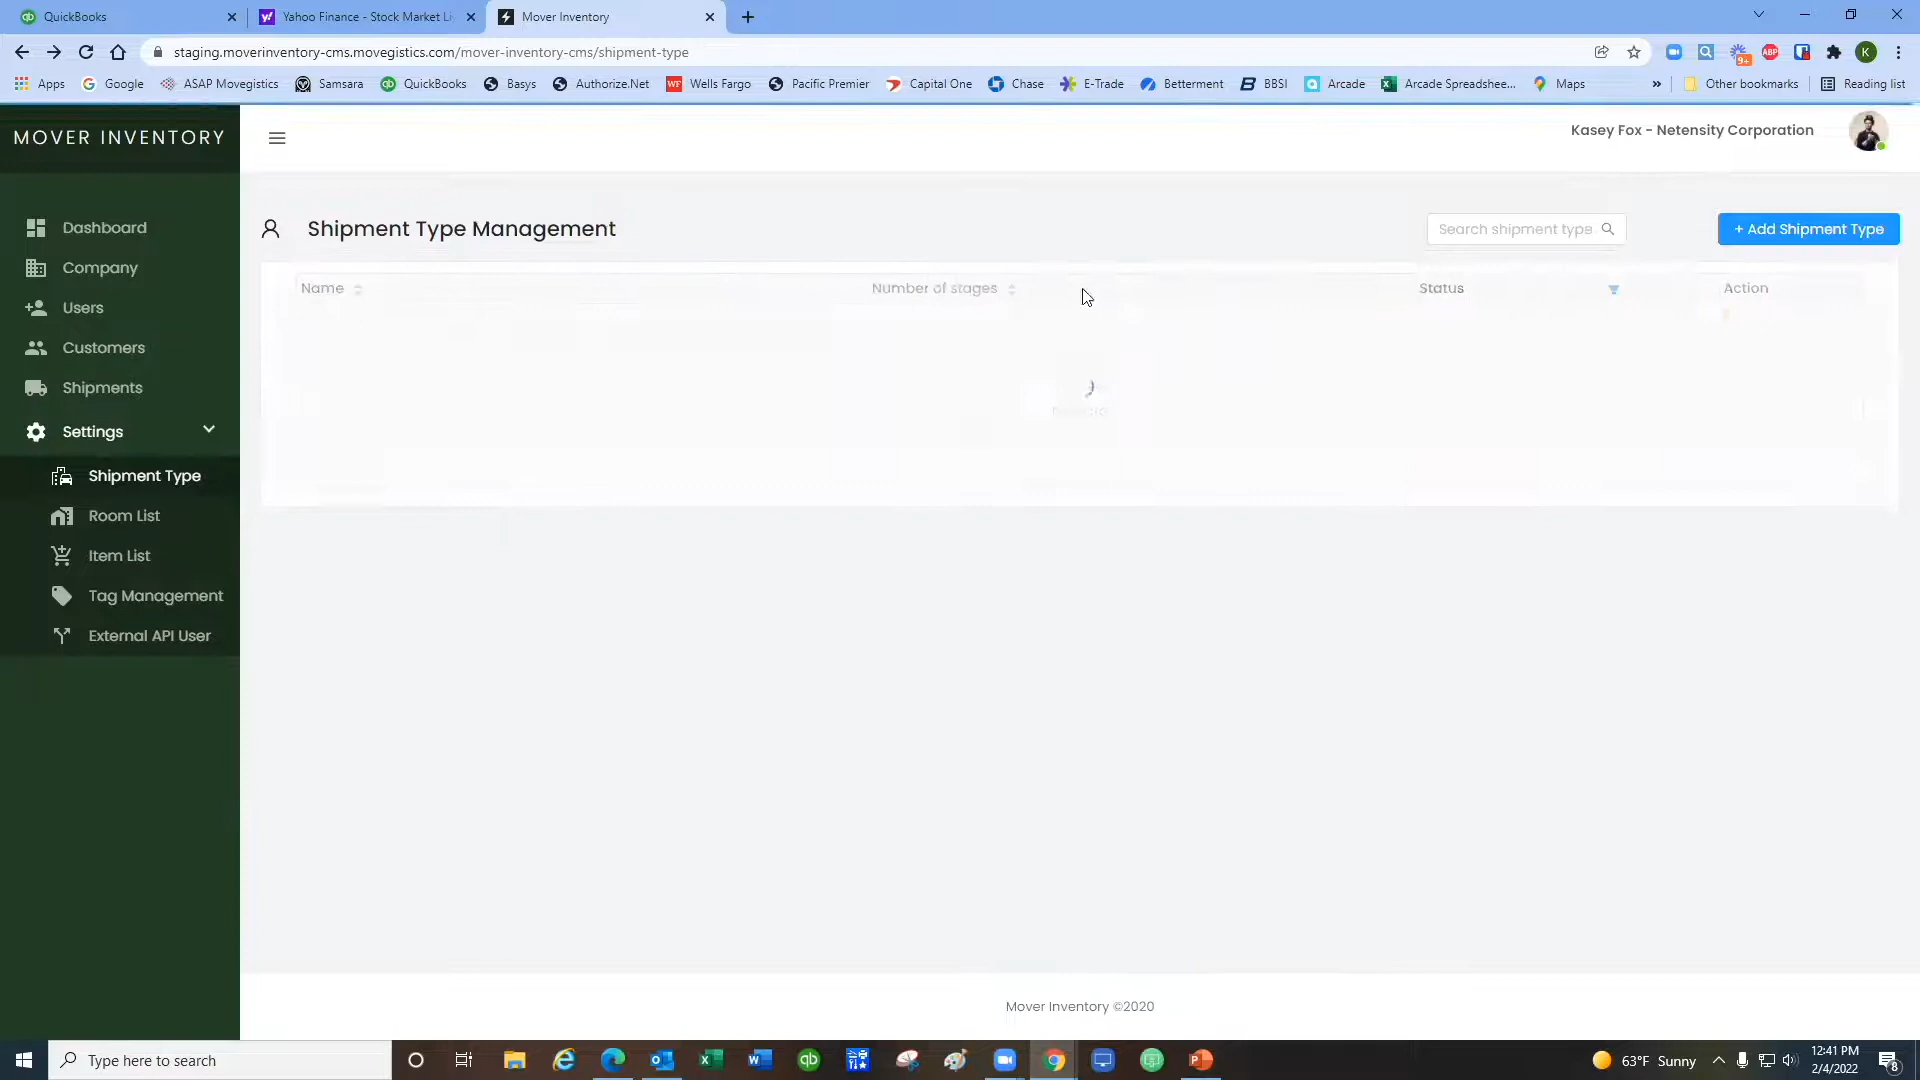 QuickBooks
Yahoo Finance - Stock Market Li
Mover Inventory
staging.moverinventory-cms.movegistics.com/mover-inventory-cms/shipment-type
ABP
9+
K
Apps
Google
ASAP Movegistics
Samsara
QuickBooks
Basys
Authorize.Net
WF Wells Fargo
Pacific Premier
Capital One
Chase
E-Trade
Betterment
BBSI
Arcade
Arcade Spreadshee...
Maps
»
Other bookmarks
Reading list
MOVER INVENTORY
Kasey Fox - Netensity Corporation
Dashboard
Company
Users
Customers
Shipments
Settings
Shipment Type
Room List
Item List
Tag Management
External API User
Shipment Type Management
Search shipment type
+ Add Shipment Type
Name
Number of stages
Status
Action
Mover Inventory ©2020
Type here to search
63°F Sunny
12:41 PM
2/4/2022
8